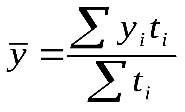 ȳ = ∑ yᵢtᵢ / ∑ tᵢ